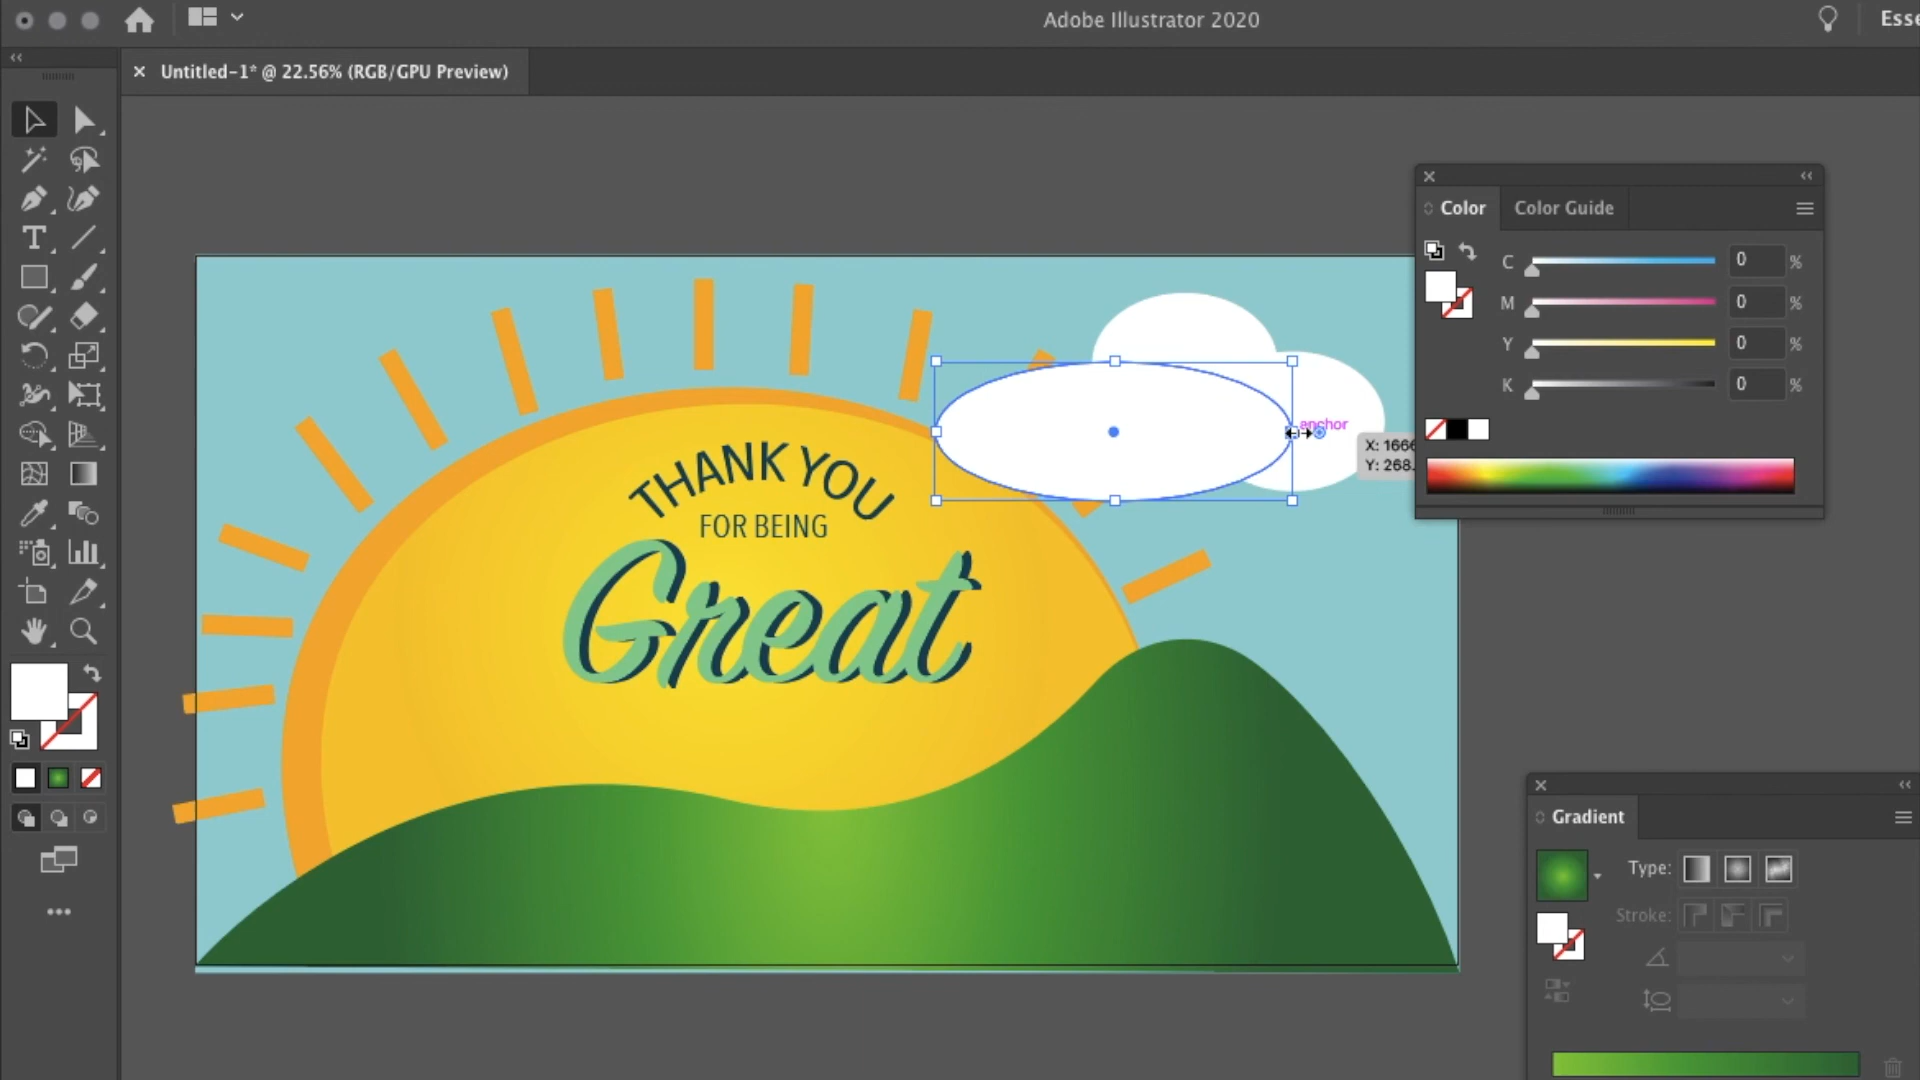 Adobe Illustrator 2020
Esse
Untitled-1* @ 22.56% (RGB/GPU Preview)
Color
Color Guide
C 0 %
M 0 %
Y 0 %
K 0 %
anchor
X: 1666
Y: 268.
THANK YOU
FOR BEING
Great
Gradient
Type:
Stroke: